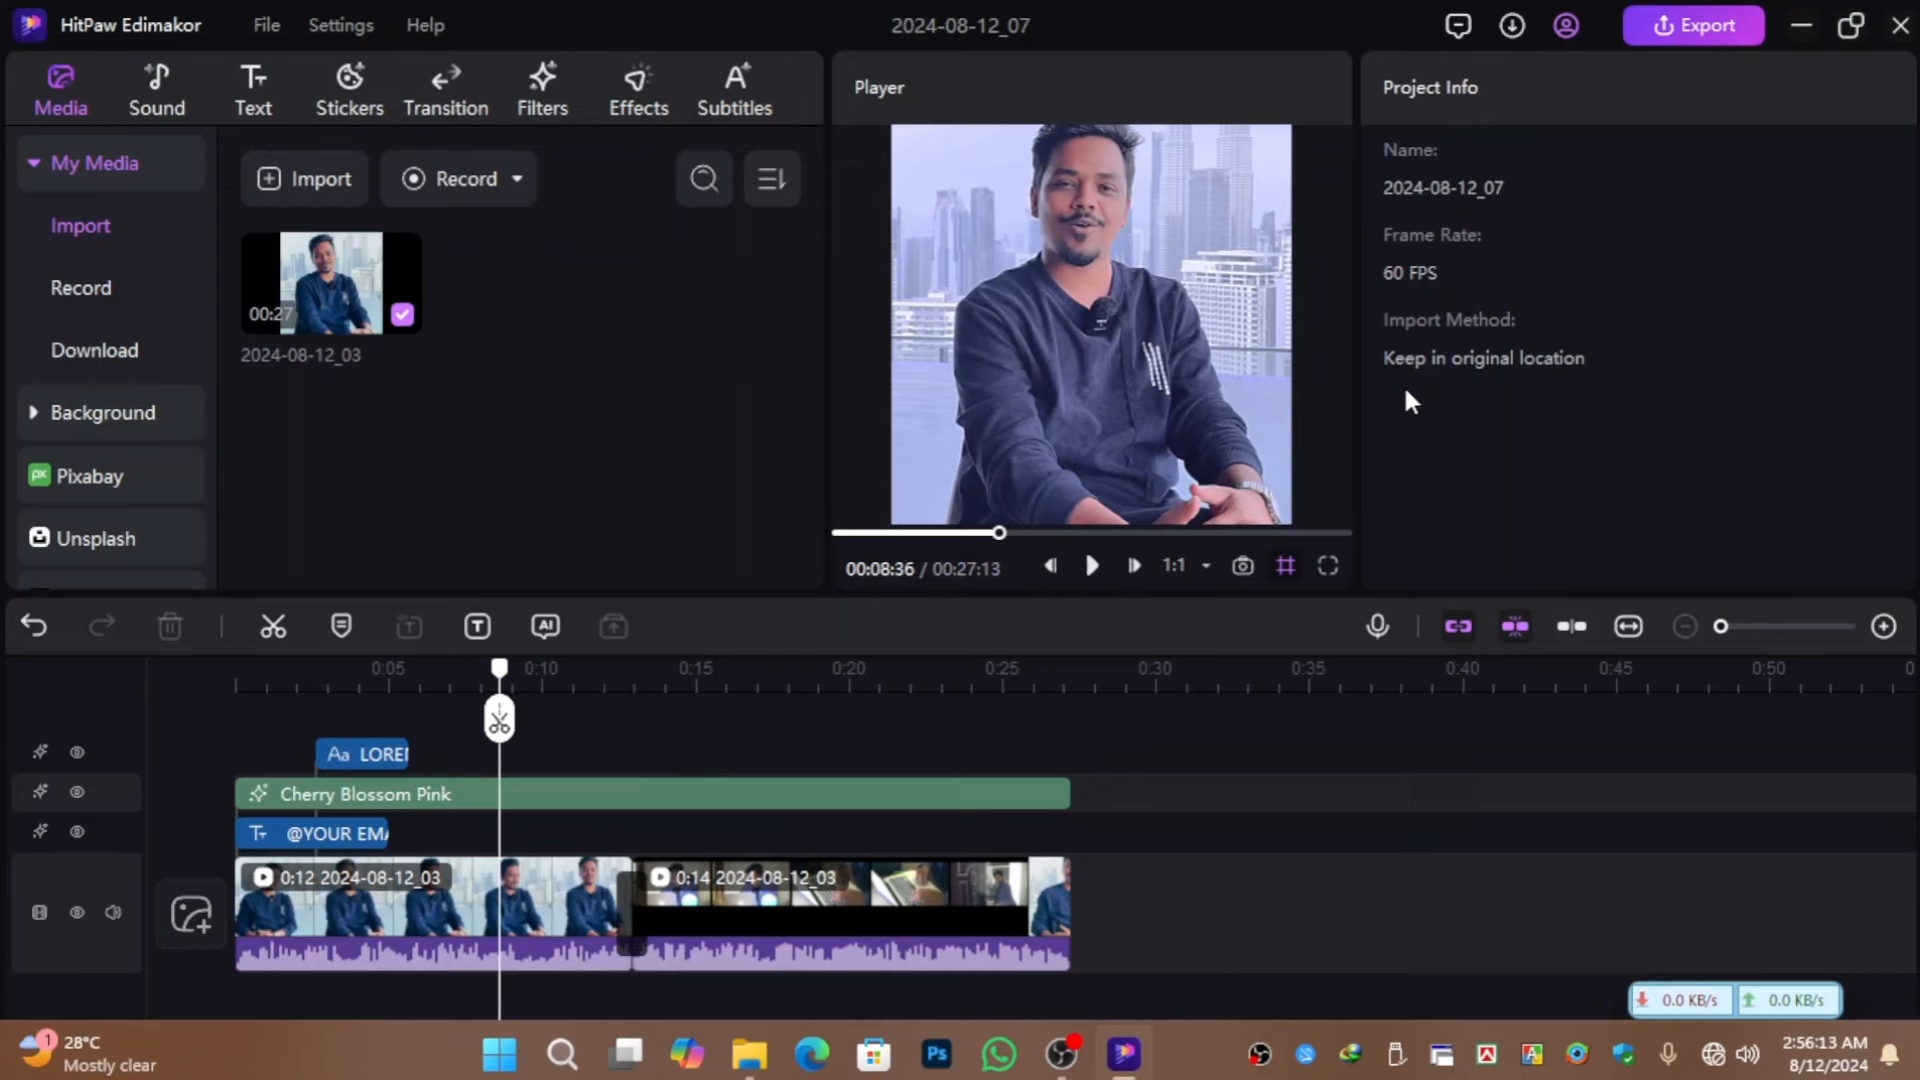 HitPaw Edimakor
File
Settings
Help
2024-08-12_07
Export
Media
Sound
Text
Stickers
Transition
Filters
Effects
Subtitles
Player
Project Info
My Media
Import
Record
Import
Record
Download
Background
Pixabay
Unsplash
00:27
2024-08-12_03
Name:
2024-08-12_07
Frame Rate:
60 FPS
Import Method:
Keep in original location
00:08:36 / 00:27:13
1:1
0:05
0:10
0:15
0:20
0:25
0:30
0:35
0:40
0:45
0:50
0
Aa LOREM
Cherry Blossom Pink
@YOUR EMA
0:12 2024-08-12_03
0:14 2024-08-12_03
0.0 KB/s
0.0 KB/s
1
28°C
Mostly clear
Ps
2:56:13 AM
8/12/2024